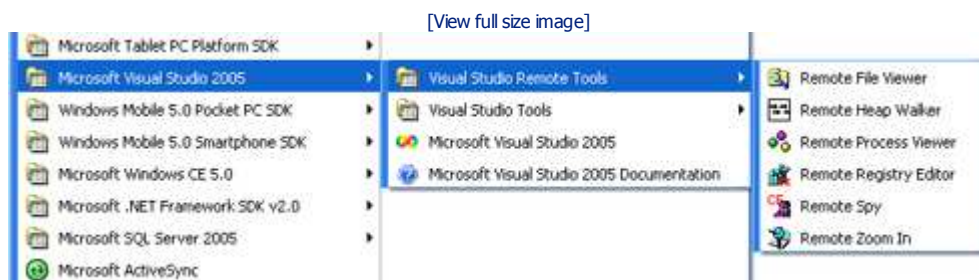 [View full size image]
Microsoft Tablet PC Platform SDK
Microsoft Visual Studio 2005
Windows Mobile 5.0 Pocket PC SDK
Windows Mobile 5.0 Smartphone SDK
Microsoft Windows CE 5.0
Microsoft .NET Framework SDK v2.0
Microsoft SQL Server 2005
Microsoft ActiveSync
Visual Studio Remote Tools
Visual Studio Tools
Microsoft Visual Studio 2005
Microsoft Visual Studio 2005 Documentation
Remote File Viewer
Remote Heap Walker
Remote Process Viewer
Remote Registry Editor
Remote Spy
Remote Zoom In